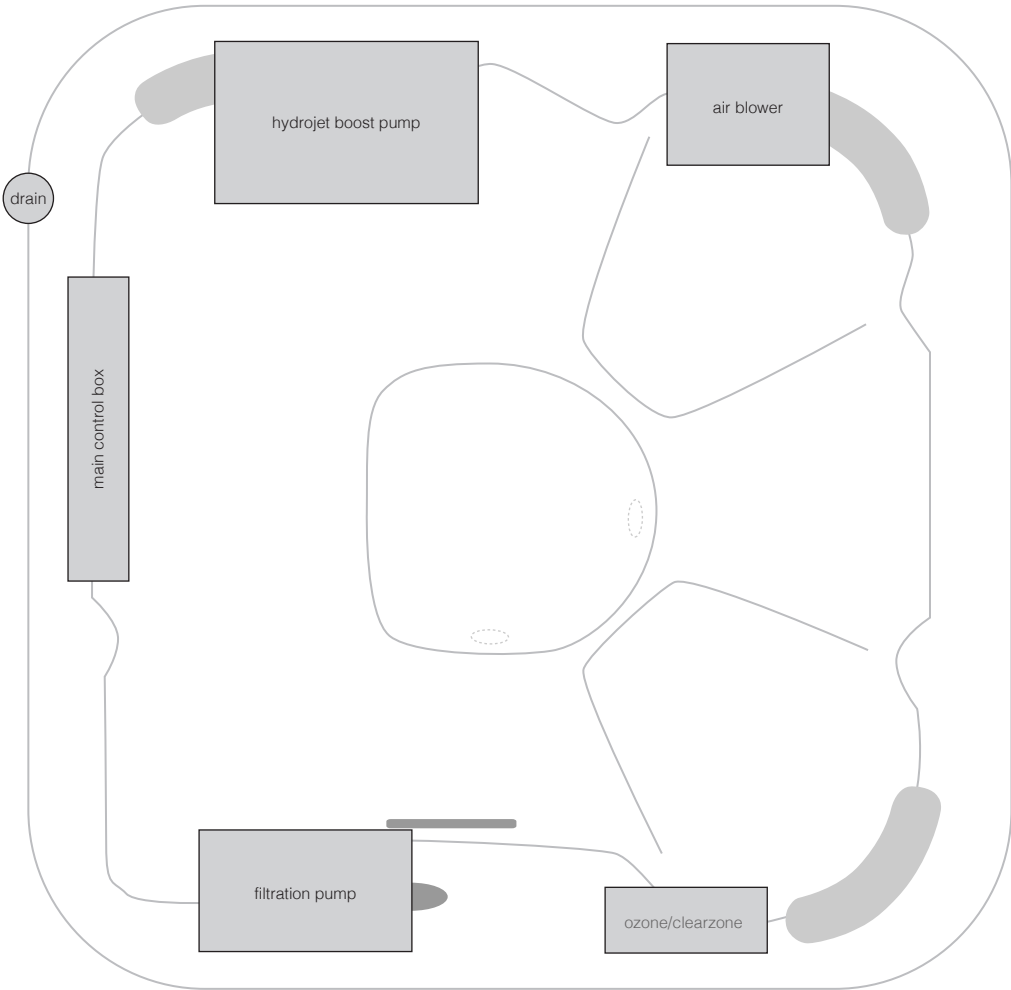 hydrojet boost pump
air blower
drain
main control box
filtration pump
ozone/clearzone